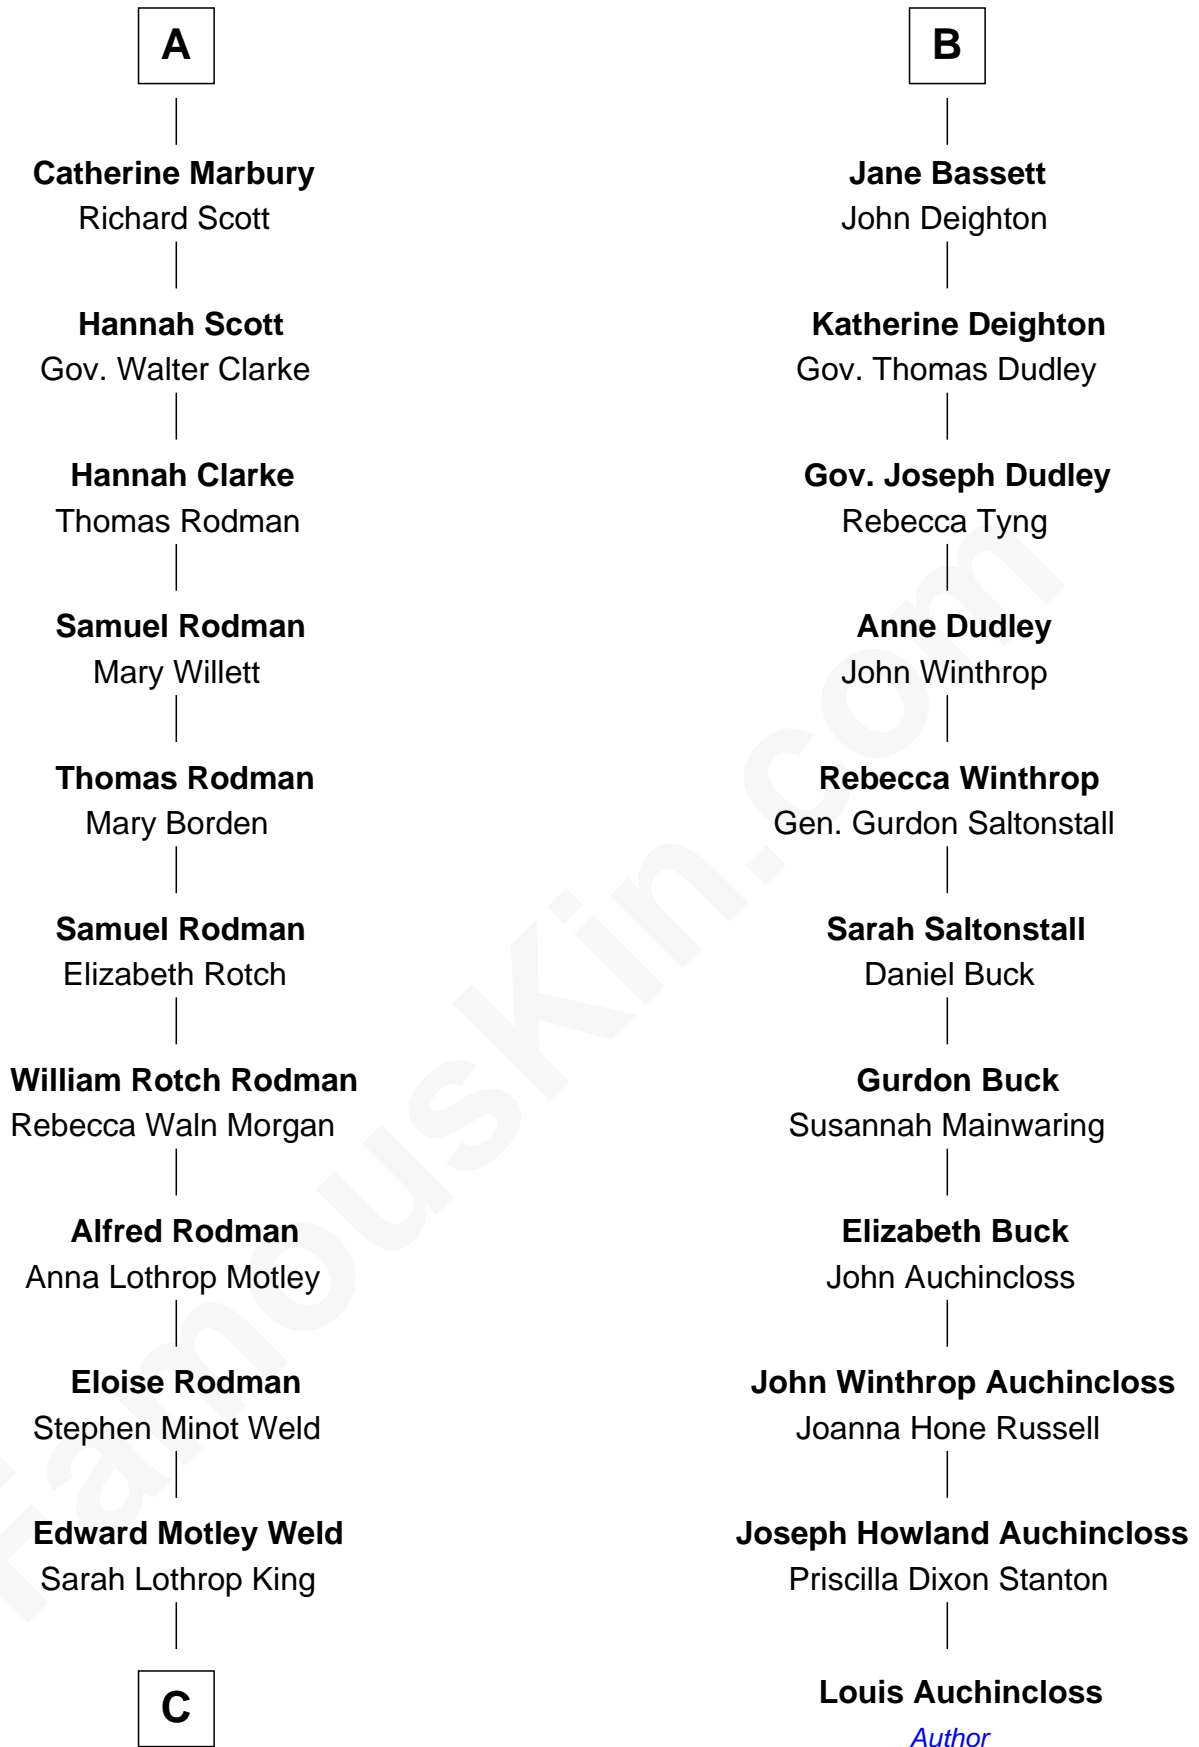 A
Catherine Marbury
Richard Scott
Hannah Scott
Gov. Walter Clarke
Hannah Clarke
Thomas Rodman
Samuel Rodman
Mary Willett
Thomas Rodman
Mary Borden
Samuel Rodman
Elizabeth Rotch
William Rotch Rodman
Rebecca Waln Morgan
Alfred Rodman
Anna Lothrop Motley
Eloise Rodman
Stephen Minot Weld
Edward Motley Weld
Sarah Lothrop King
C
B
Jane Bassett
John Deighton
Katherine Deighton
Gov. Thomas Dudley
Gov. Joseph Dudley
Rebecca Tyng
Anne Dudley
John Winthrop
Rebecca Winthrop
Gen. Gurdon Saltonstall
Sarah Saltonstall
Daniel Buck
Gurdon Buck
Susannah Mainwaring
Elizabeth Buck
John Auchincloss
John Winthrop Auchincloss
Joanna Hone Russell
Joseph Howland Auchincloss
Priscilla Dixon Stanton
Louis Auchincloss
Author
FamousKin.com